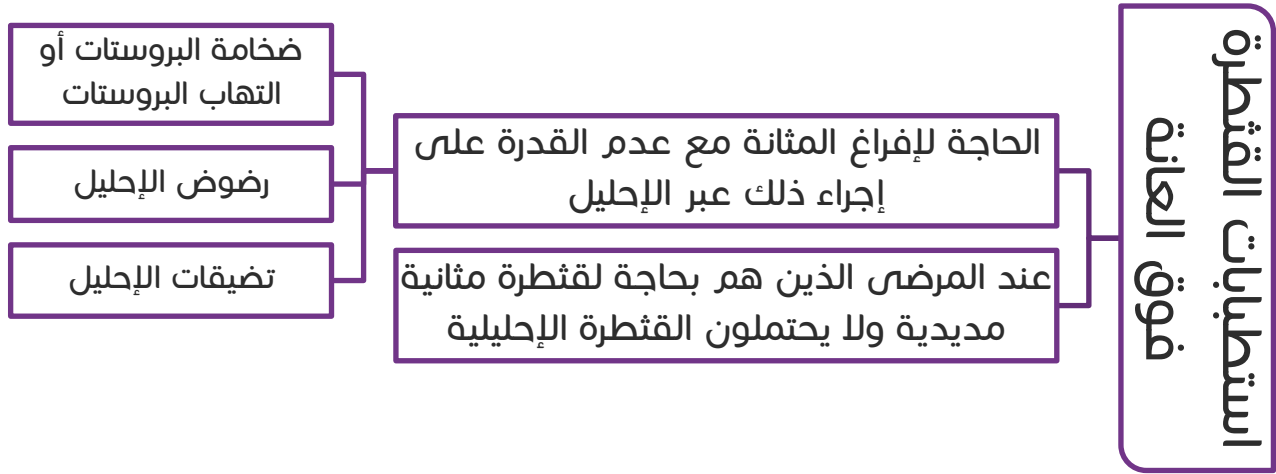 استطبابات القثطرة
فوق العانة
الحاجة لإفراغ المثانة مع عدم القدرة على
إجراء ذلك عبر الإحليل
ضخامة البروستات أو
التهاب البروستات
رضوض الإحليل
تضيقات الإحليل
عند المرضى الذين هم بحاجة لقثطرة مثانية
مديدية ولا يحتملون القثطرة الإحليلية